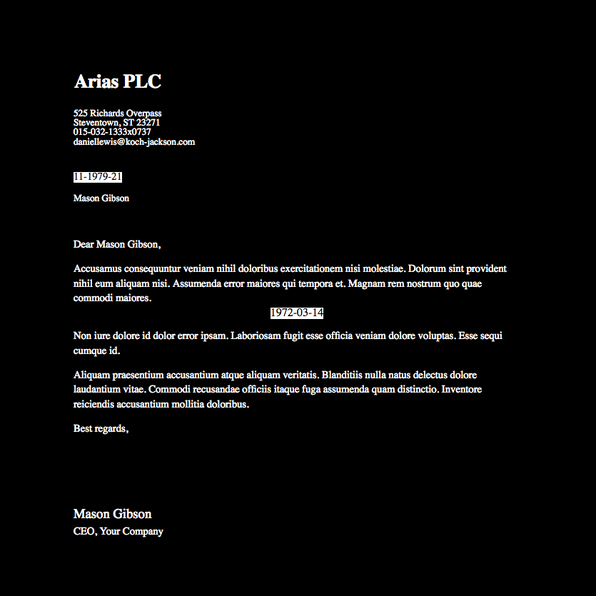 Arias PLC
525 Richards Overpass
Steventown, ST 23271
015-032-1333x0737
daniellewis@koch-jackson.com
11-1979-21
Mason Gibson
Dear Mason Gibson,
Accusamus consequuntur veniam nihil doloribus exercitationem nisi molestiae. Dolorum sint provident
nihil eum aliquam nisi. Assumenda error maiores qui tempora et. Magnam rem nostrum quo quae
commodi maiores.
1972-03-14
Non iure dolore id dolor error ipsam. Laboriosam fugit esse officia veniam dolore voluptas. Esse sequi
cumque id.
Aliquam praesentium accusantium atque aliquam veritatis. Blanditiis nulla natus delectus dolore
laudantium vitae. Commodi recusandae officiis itaque fuga assumenda quam distinctio. Inventore
reiciendis accusantium mollitia doloribus.
Best regards,
Mason Gibson
CEO, Your Company